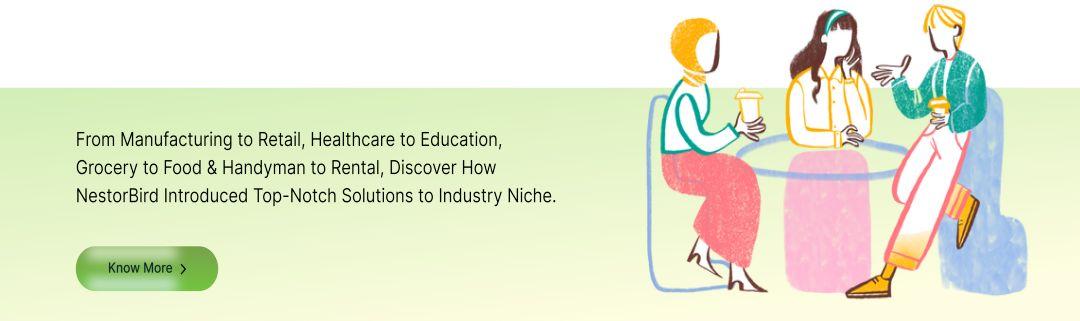 From Manufacturing to Retail, Healthcare to Education,
Grocery to Food & Handyman to Rental, Discover How
NestorBird Introduced Top-Notch Solutions to Industry Niche.
Know More